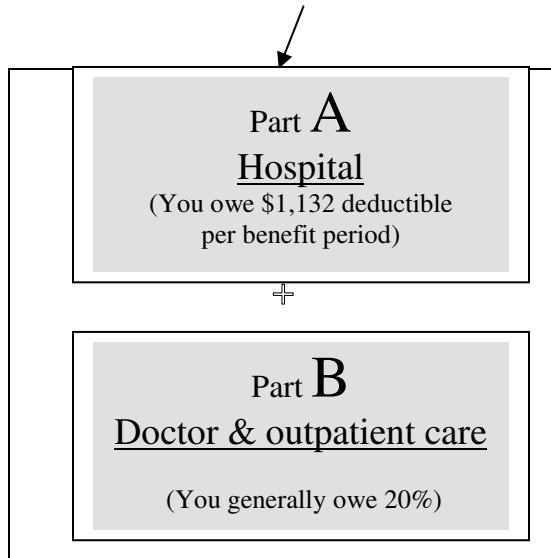 Part A
Hospital
(You owe $1,132 deductible
per benefit period)
Part B
Doctor & outpatient care
(You generally owe 20%)